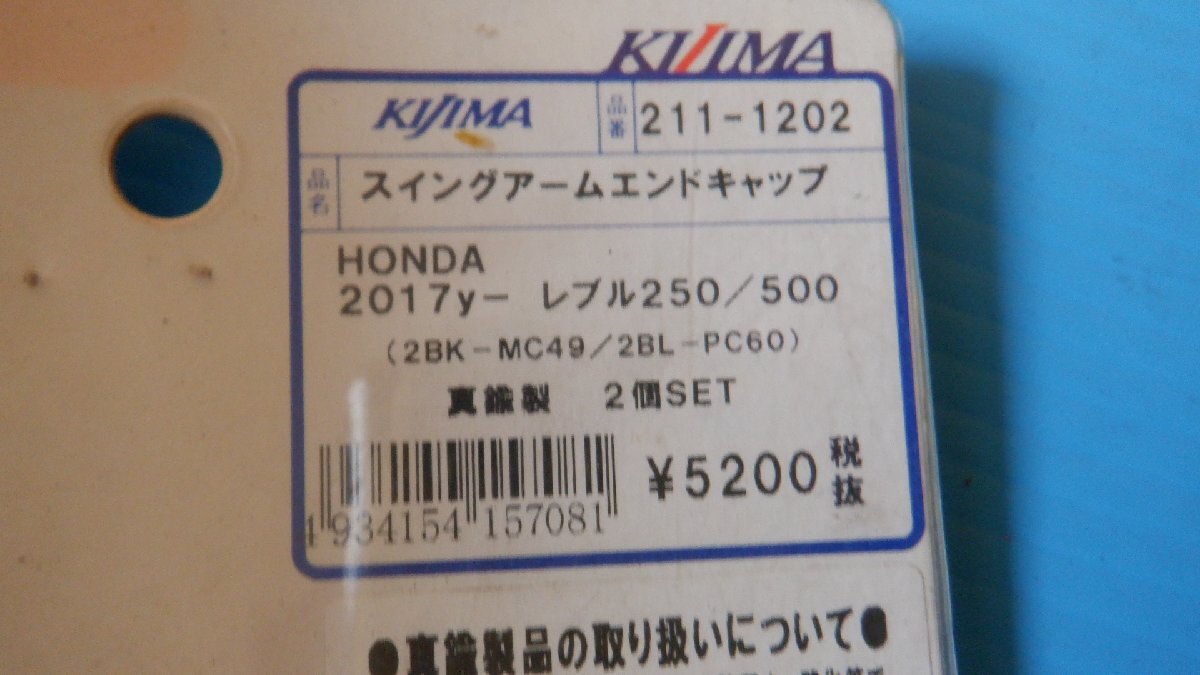 KIJIMA
KIJIMA 品番 211-1202
品名 スイングアームエンドキャップ
HONDA
2017y- レブル250/500
(2BK-MC49/2BL-PC60)
真鍮製 2個SET
¥5200 税抜
4934154 157081
●真鍮製品の取り扱いについて●